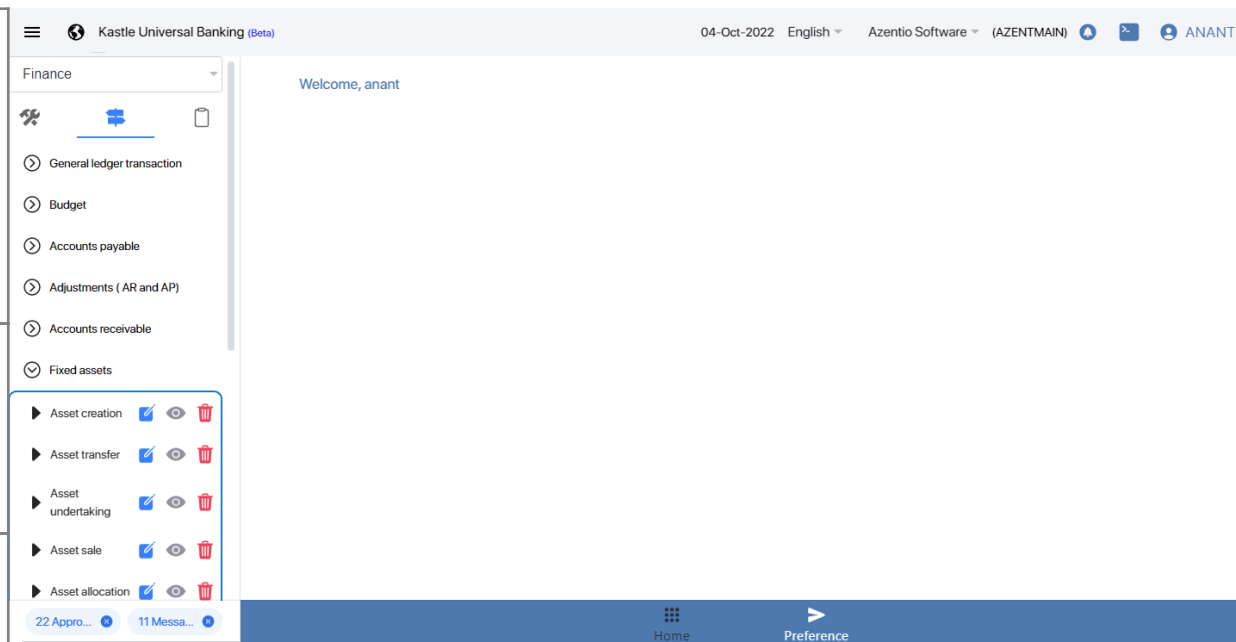 Kastle Universal Banking (Beta) 04-Oct-2022 English Azentio Software (AZENTMAIN) ANANT
Finance
Welcome, anant
General ledger transaction
Budget
Accounts payable
Adjustments ( AR and AP)
Accounts receivable
Fixed assets
Asset creation
Asset transfer
Asset
undertaking
Asset sale
Asset allocation
22 Appro... 11 Messa...
Home Preference